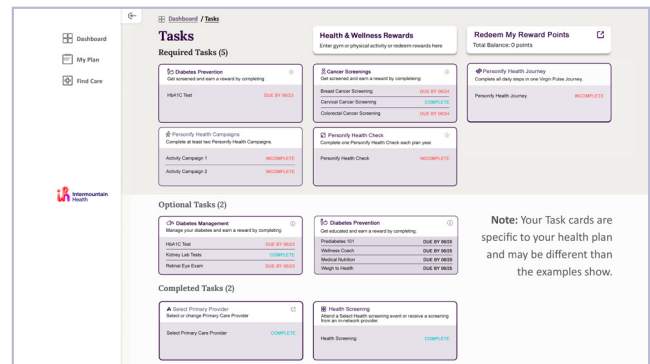 Dashboard / Tasks
Dashboard
My Plan
Find Care
Intermountain
Health
Tasks
Required Tasks (5)
Health & Wellness Rewards
Enter gym or physical activity or redeem rewards here
Redeem My Reward Points
Total Balance: 0 points
Diabetes Prevention
Get screened and earn a reward by completing:
HbA1C Test DUE BY 06/23
Cancer Screenings
Get screened and earn a reward by completeing:
Breast Cancer Screening DUE BY 06/24
Cervical Cancer Screening COMPLETE
Colorectal Cancer Screening DUE BY 06/24
Personify Health Journey
Complete all daily steps in one Virgin Pulse Journey.
Personify Health Journey INCOMPLETE
Personify Health Campaigns
Complete at least two Personify Health Campaigns.
Activity Campaign 1 INCOMPLETE
Activity Campaign 2 INCOMPLETE
Personify Health Check
Complete one Personify Health Check each plan year.
Personify Health Check INCOMPLETE
Optional Tasks (2)
Diabetes Management
Manage your diabetes and earn a reward by completing:
HbA1C Test DUE BY 06/23
Kidney Lab Tests COMPLETE
Retinal Eye Exam DUE BY 06/25
Diabetes Prevention
Get educated and earn a reward by completing:
Prediabetes 101 DUE BY 06/25
Wellness Coach DUE BY 06/25
Medical Nutrition DUE BY 06/25
Weigh to Health DUE BY 06/25
Note: Your Task cards are
specific to your health plan
and may be different than
the examples show.
Completed Tasks (2)
Select Primary Provider
Select or change Primary Care Provider
Select Primary Care Provider COMPLETE
Health Screening
Attend a Select Health screening event or receive a screening
from an in-network provider.
Health Screening COMPLETE